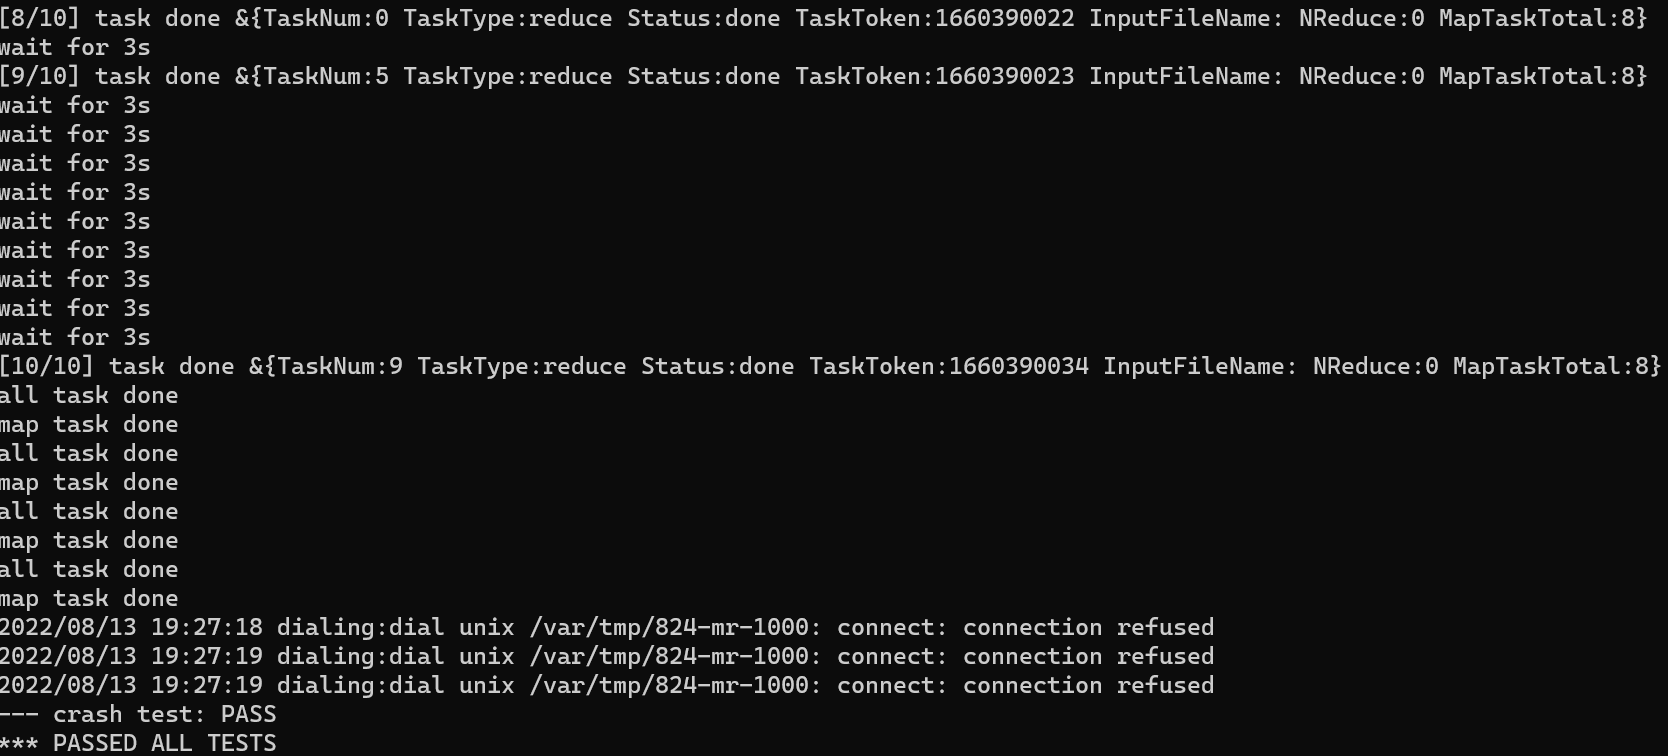 [8/10] task done &{TaskNum:0 TaskType:reduce Status:done TaskToken:1660390022 InputFileName: NReduce:0 MapTaskTotal:8}
wait for 3s
[9/10] task done &{TaskNum:5 TaskType:reduce Status:done TaskToken:1660390023 InputFileName: NReduce:0 MapTaskTotal:8}
wait for 3s
wait for 3s
wait for 3s
wait for 3s
wait for 3s
wait for 3s
wait for 3s
wait for 3s
wait for 3s
[10/10] task done &{TaskNum:9 TaskType:reduce Status:done TaskToken:1660390034 InputFileName: NReduce:0 MapTaskTotal:8}
all task done
map task done
all task done
map task done
all task done
map task done
all task done
map task done
2022/08/13 19:27:18 dialing:dial unix /var/tmp/824-mr-1000: connect: connection refused
2022/08/13 19:27:19 dialing:dial unix /var/tmp/824-mr-1000: connect: connection refused
2022/08/13 19:27:19 dialing:dial unix /var/tmp/824-mr-1000: connect: connection refused
--- crash test: PASS
*** PASSED ALL TESTS